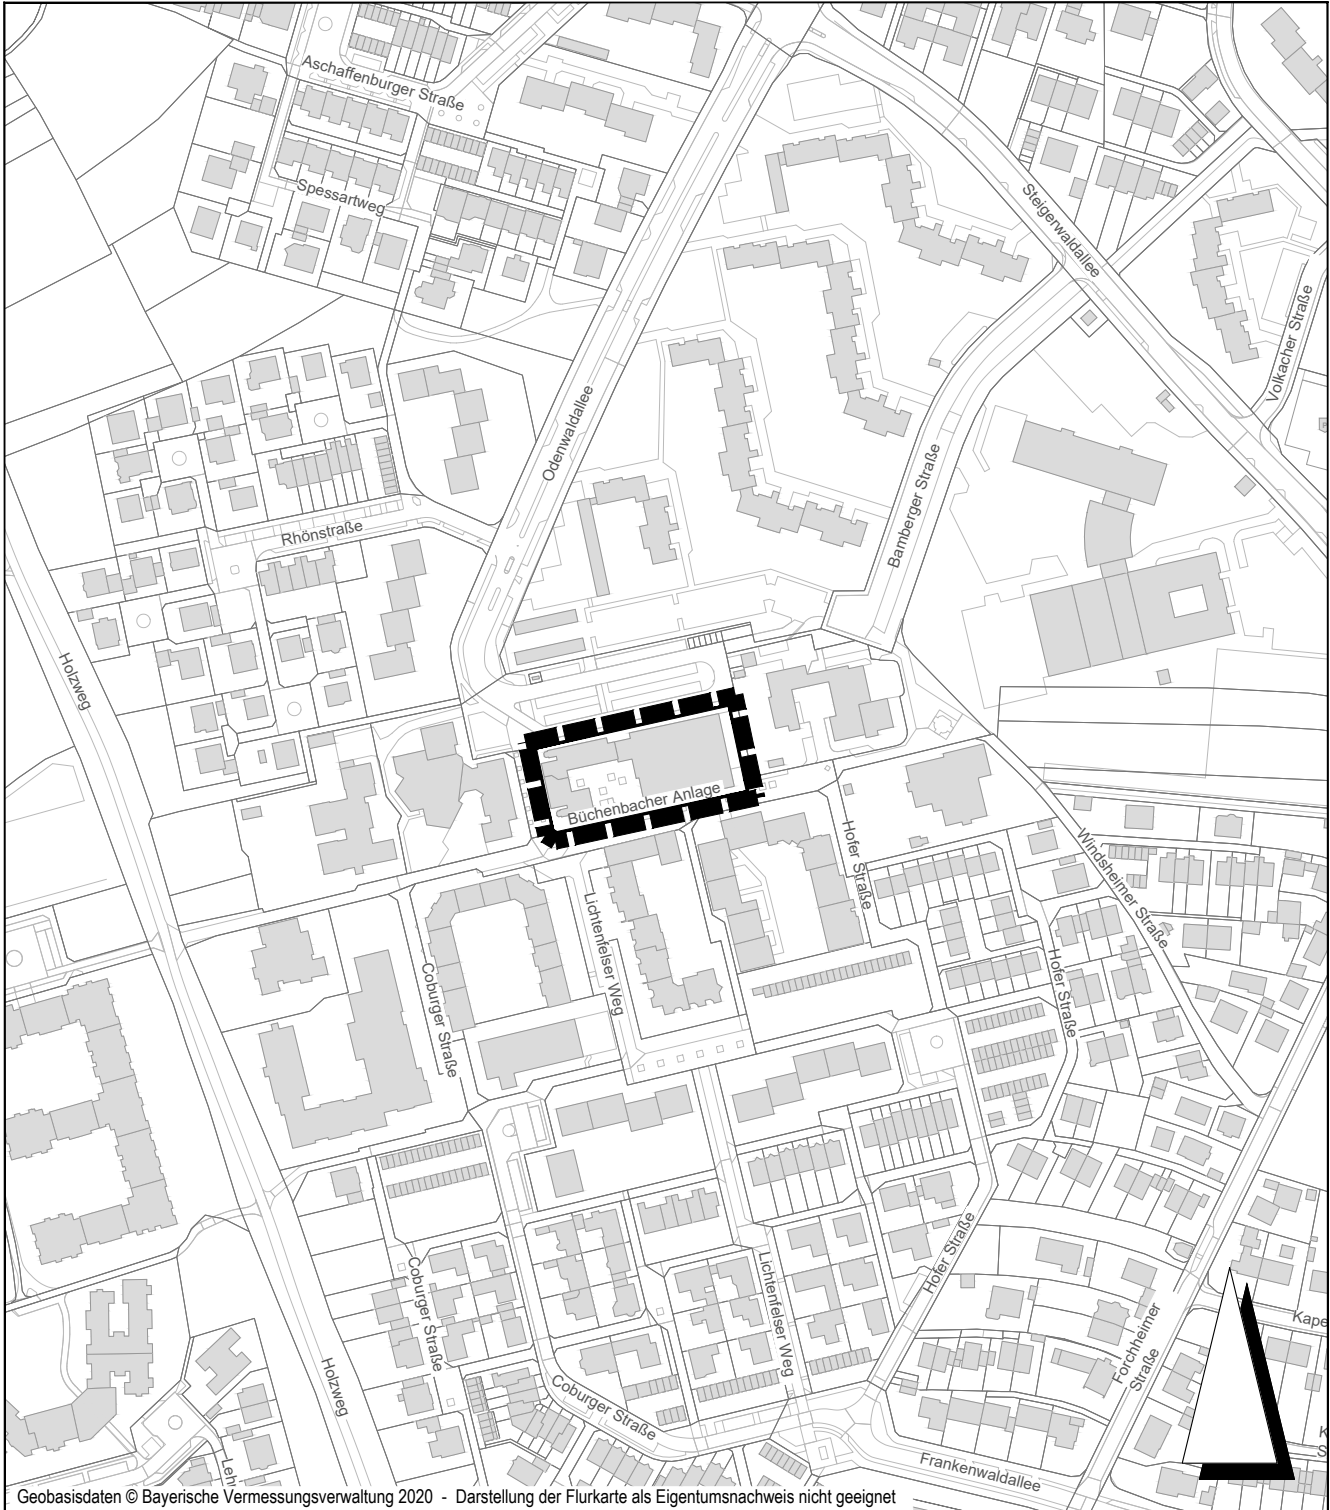 Aschaffenburger Straße
Spessartweg
Steigerwaldallee
Volkacher Straße
Odenwaldallee
Bamberger Straße
Rhönstraße
Holzweg
Büchenbacher Anlage
Hofer Straße
Windsheimer Straße
Lichtenfelser Weg
Coburger Straße
Hofer Straße
Hofer Straße
Lichtenfelser Weg
Coburger Straße
Forchheimer
Straße
Kape
Holzweg
Coburger Straße
Frankenwaldallee
K
S
Geobasisdaten © Bayerische Vermessungsverwaltung 2020 - Darstellung der Flurkarte als Eigentumsnachweis nicht geeignet